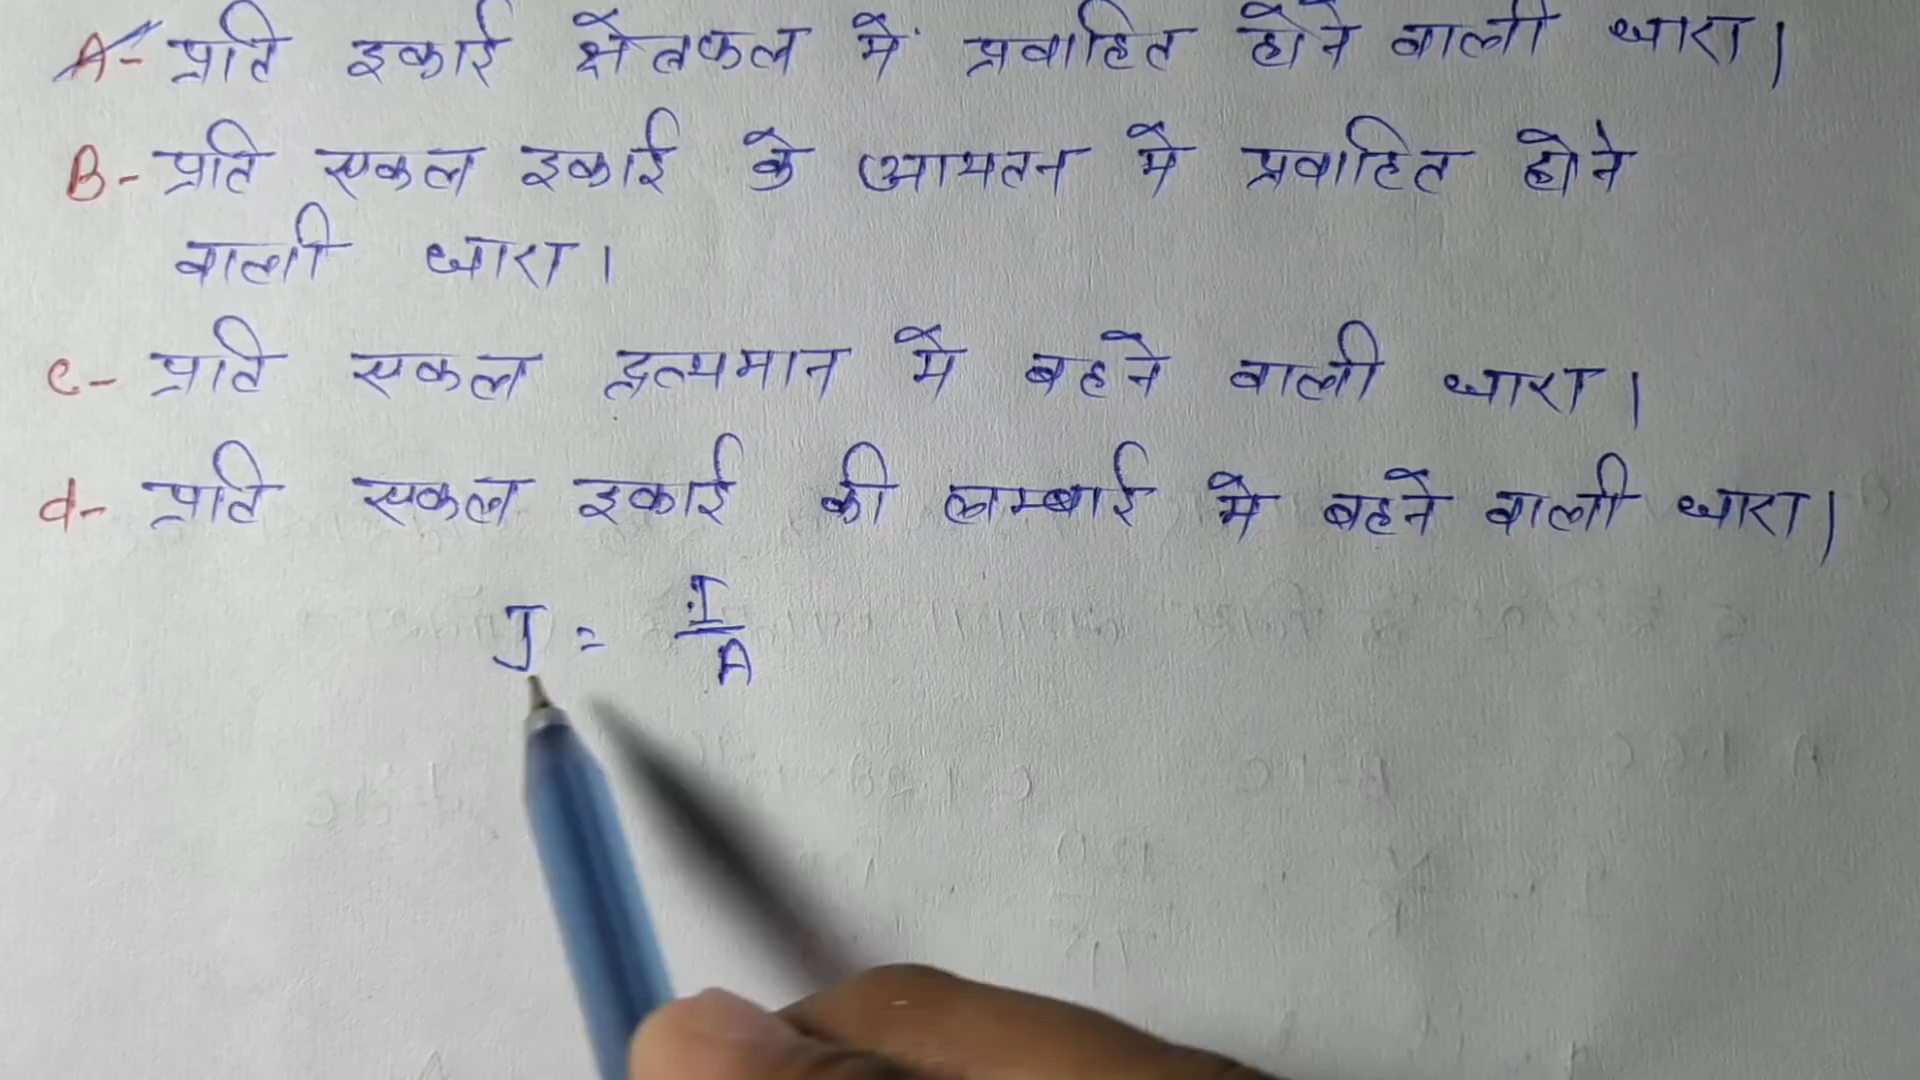 A- प्रति इकाई क्षेत्रफल में प्रवाहित होने वाली धारा।
B- प्रति एकल इकाई के आयतन में प्रवाहित होने
वाली धारा।
c- प्रति एकल द्रव्यमान में बहने वाली धारा।
d- प्रति एकल इकाई की लम्बाई में बहने वाली धारा।
J = I/A